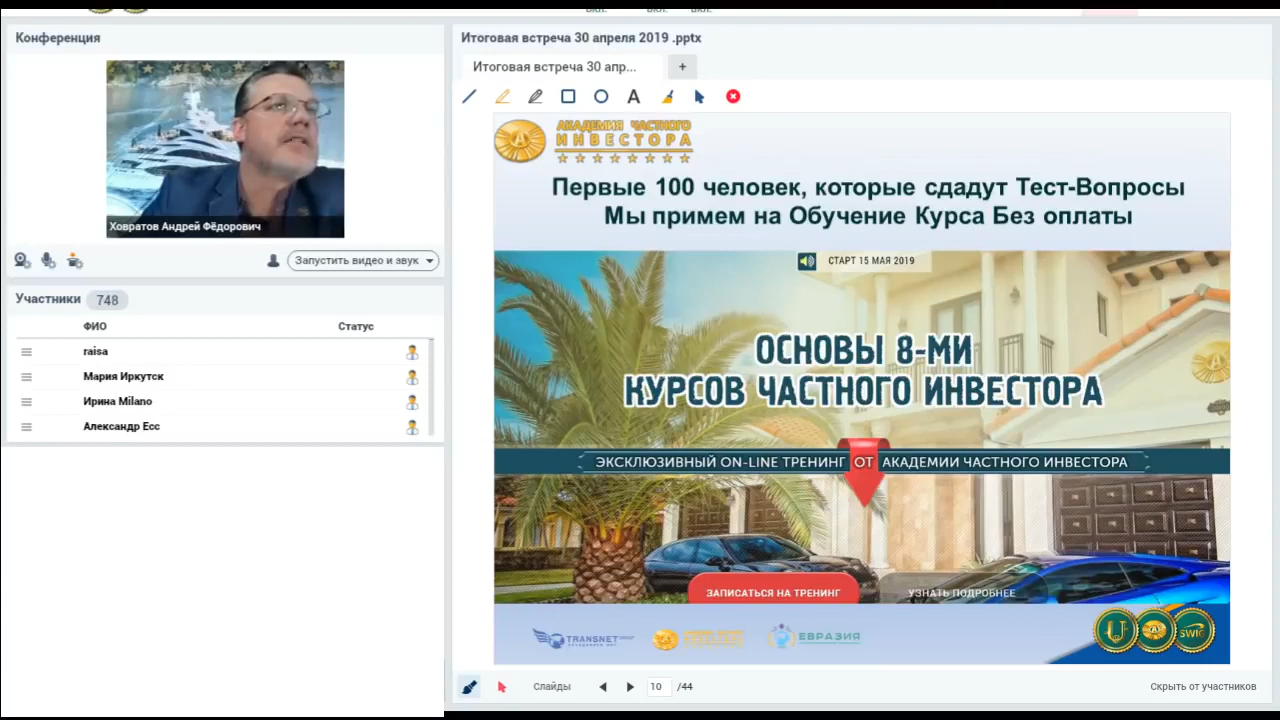 Конференция
Ховратов Андрей Фёдорович
Запустить видео и звук
Участники 748
ФИО Статус
raisa
Мария Иркутск
Ирина Milano
Александр Есс
Итоговая встреча 30 апреля 2019 .pptx
Итоговая встреча 30 апр... +
A
АКАДЕМИЯ ЧАСТНОГО
ИНВЕСТОРА
Первые 100 человек, которые сдадут Тест-Вопросы
Мы примем на Обучение Курса Без оплаты
СТАРТ 15 МАЯ 2019
ОСНОВЫ 8-МИ
КУРСОВ ЧАСТНОГО ИНВЕСТОРА
ЭКСКЛЮЗИВНЫЙ ON-LINE ТРЕНИНГ ОТ АКАДЕМИИ ЧАСТНОГО ИНВЕСТОРА
ЗАПИСАТЬСЯ НА ТРЕНИНГ
УЗНАТЬ ПОДРОБНЕЕ
TRANSNET
ЕВРАЗИЯ
SWIC
Слайды 10 /44
Скрыть от участников